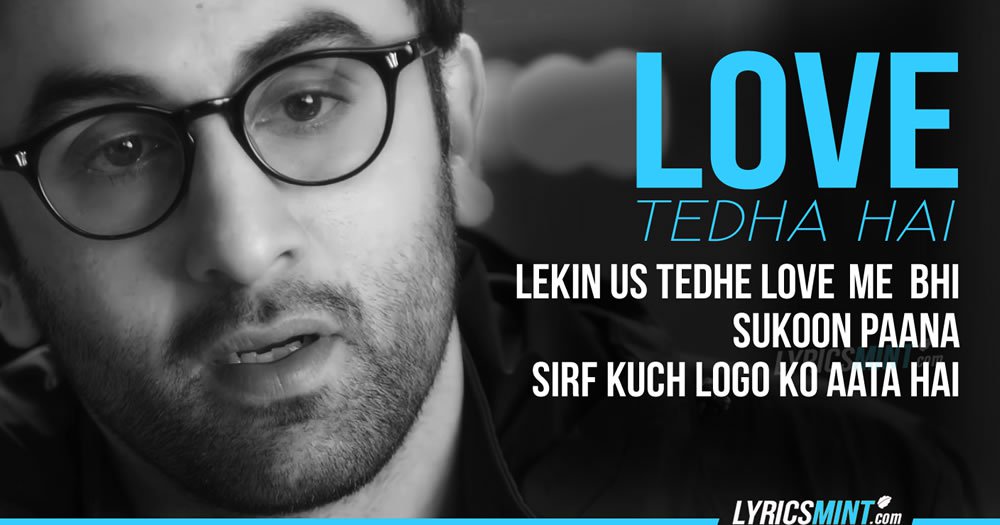 LOVE
TEDHA HAI
LEKIN US TEDHE LOVE ME BHI
SUKOON PAANA
LYRICSMINT.com
SIRF KUCH LOGO KO AATA HAI
LYRICSMINT.com